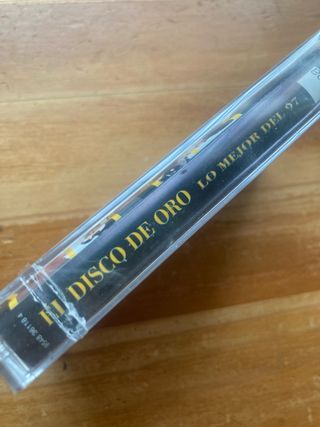 EL DISCO DE ORO LO MEJOR DEL 97